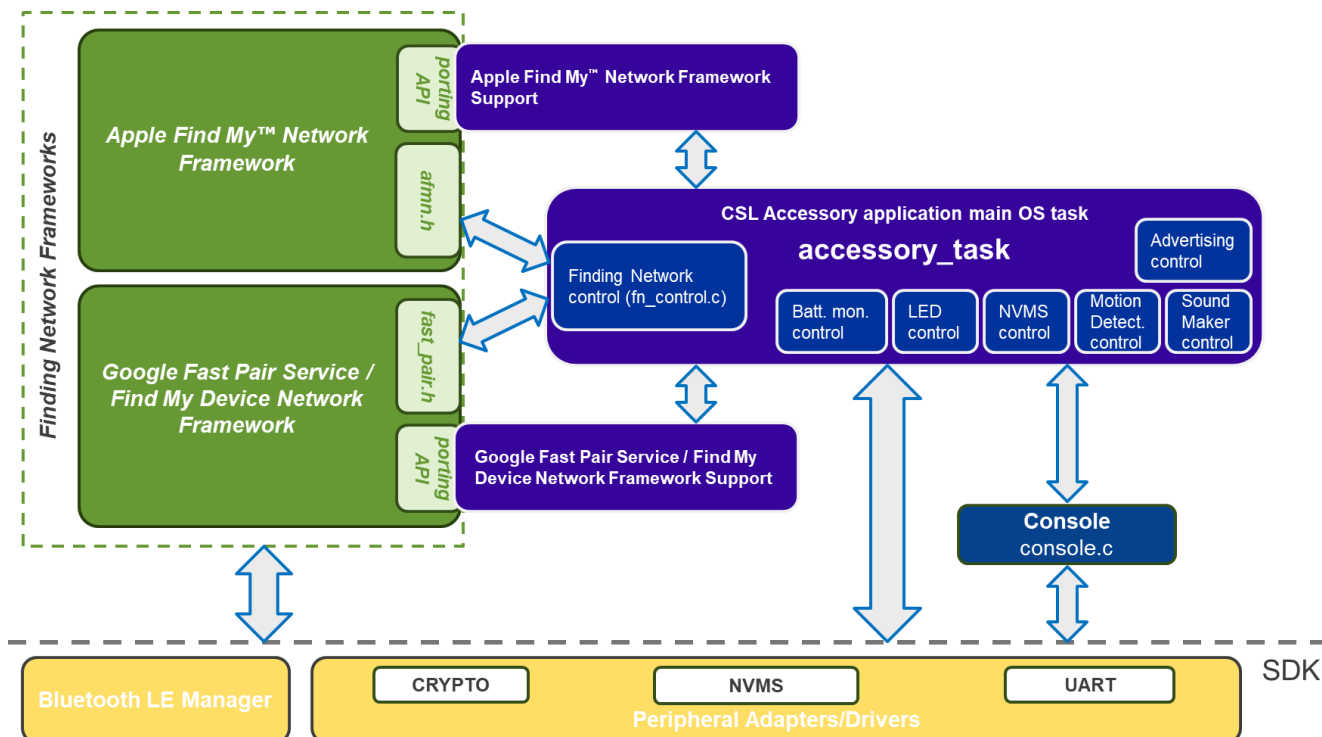 Finding Network Frameworks
Apple Find My™ Network
Framework
porting
API
afmn.h
Apple Find My™ Network Framework
Support
CSL Accessory application main OS task
accessory_task
Advertising
control
Finding Network
control (fn_control.c)
Batt. mon.
control
LED
control
NVMS
control
Motion
Detect.
control
Sound
Maker
control
Google Fast Pair Service /
Find My Device Network
Framework
fast_pair.h
porting
API
Google Fast Pair Service / Find My
Device Network Framework Support
Console
console.c
SDK
Bluetooth LE Manager
CRYPTO
NVMS
UART
Peripheral Adapters/Drivers